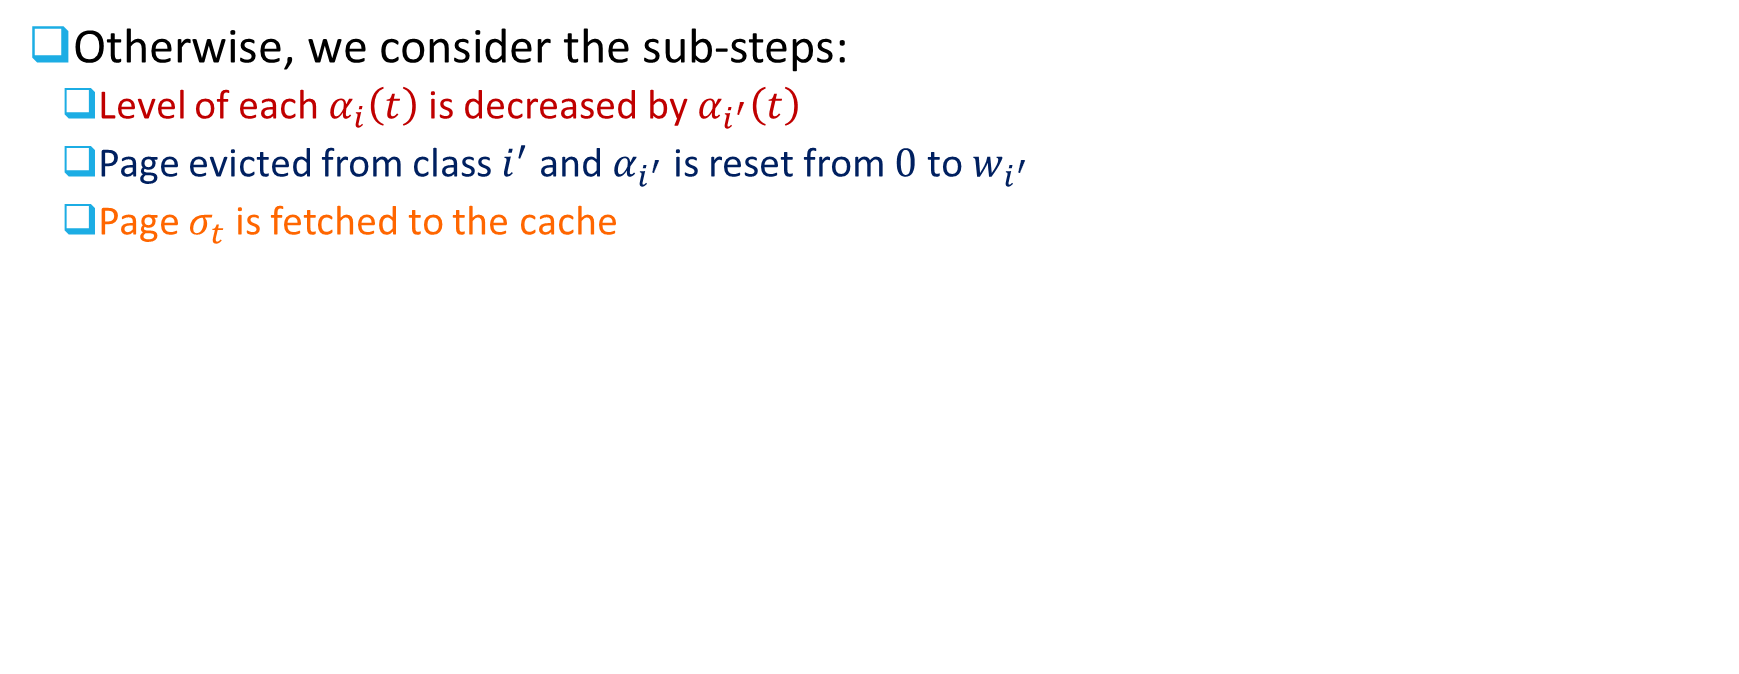 ❑Otherwise, we consider the sub-steps:
❑Level of each αᵢ(t) is decreased by αᵢ′(t)
❑Page evicted from class i′ and αᵢ′ is reset from 0 to wᵢ′
❑Page σₜ is fetched to the cache